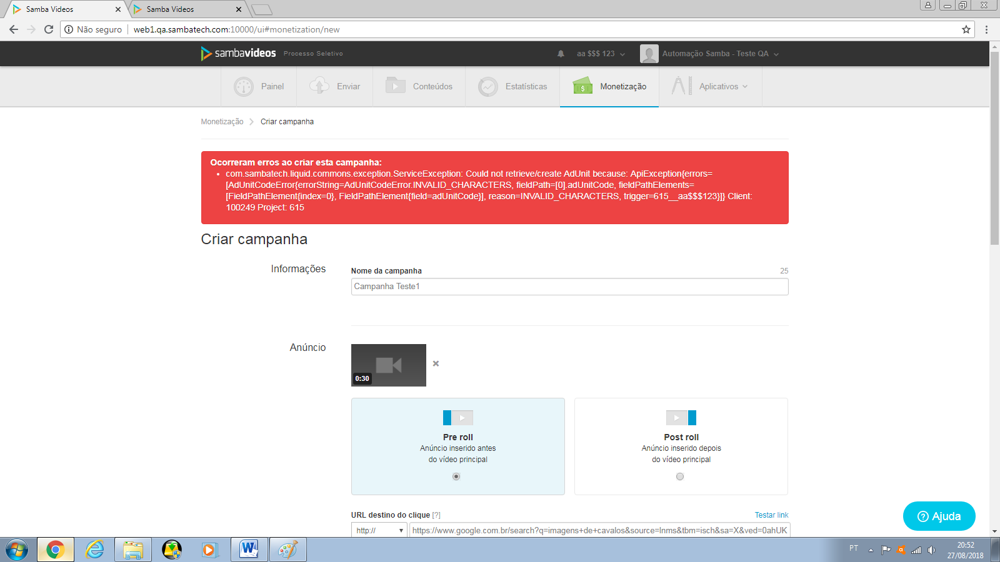 Samba Videos
Samba Videos
Não seguro
web1.qa.sambatech.com:10000/ui#monetization/new
sambavideos Processo Seletivo
aa $$$ 123
Automação Samba - Teste QA
Painel
Enviar
Conteúdos
Estatísticas
Monetização
Aplicativos
Monetização
Criar campanha
Ocorreram erros ao criar esta campanha:
com.sambatech.liquid.commons.exception.ServiceException: Could not retrieve/create AdUnit because: ApiException{errors=
[AdUnitCodeError{errorString=AdUnitCodeError.INVALID_CHARACTERS, fieldPath=[0].adUnitCode, fieldPathElements=
[FieldPathElement{index=0}, FieldPathElement{field=adUnitCode}], reason=INVALID_CHARACTERS, trigger=615__aa$$$123}]} Client:
100249 Project: 615
Criar campanha
Informações
Nome da campanha
25
Campanha Teste1
Anúncio
0:30
Pre roll
Anúncio inserido antes
do vídeo principal
Post roll
Anúncio inserido depois
do vídeo principal
URL destino do clique [?]
Testar link
http://
https://www.google.com.br/search?q=imagens+de+cavalos&source=lnms&tbm=isch&sa=X&ved=0ahUK
Ajuda
PT
20:52
27/08/2018